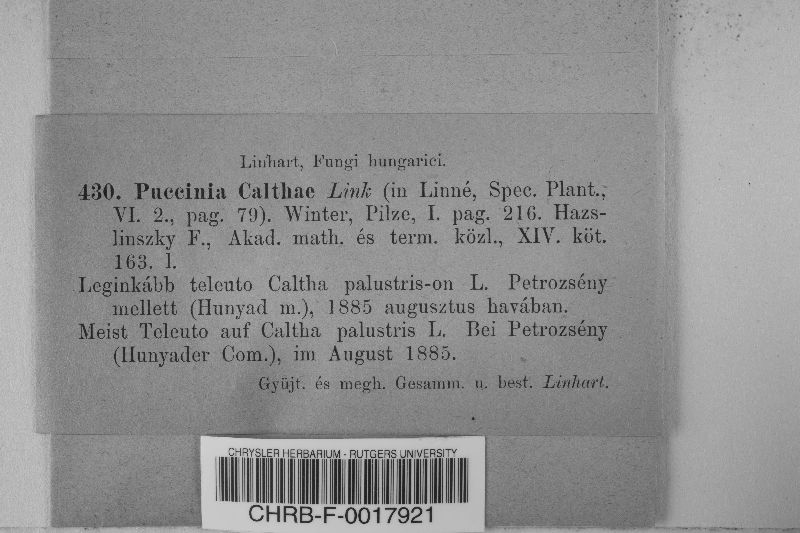 Linhart, Fungi hungarici.
430. Puccinia Calthae Link (in Linné, Spec. Plant.,
VI. 2., pag. 79). Winter, Pilze, I. pag. 216. Hazs-
linszky F., Akad. math. és term. közl., XIV. köt.
163. l.
Leginkább teleuto Caltha palustris-on L. Petrozsény
mellett (Hunyad m.), 1885 augusztus havában.
Meist Teleuto auf Caltha palustris L. Bei Petrozsény
(Hunyader Com.), im August 1885.
Gyüjt. és megh. Gesamm. u. best. Linhart.
CHRYSLER HERBARIUM - RUTGERS UNIVERSITY
CHRB-F-0017921